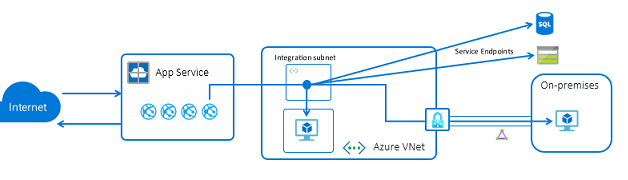 Internet
App Service
Integration subnet
Azure VNet
Service Endpoints
SQL
On-premises